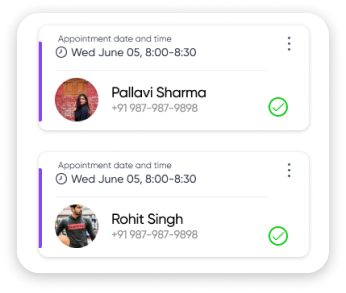 Appointment date and time
Wed June 05, 8:00-8:30
Pallavi Sharma
+91 987-987-9898
Appointment date and time
Wed June 05, 8:00-8:30
Rohit Singh
+91 987-987-9898